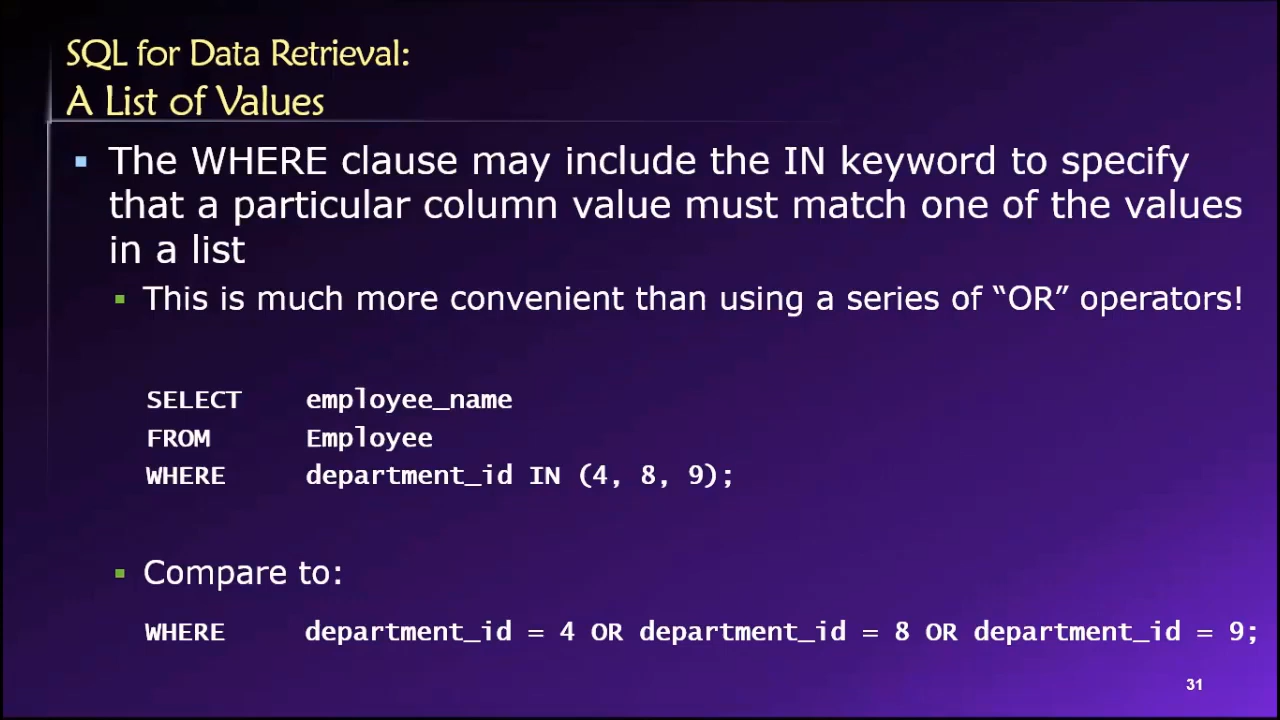 SQL for Data Retrieval:
A List of Values
▪ The WHERE clause may include the IN keyword to specify
that a particular column value must match one of the values
in a list
▪ This is much more convenient than using a series of “OR” operators!
SELECT employee_name
FROM Employee
WHERE department_id IN (4, 8, 9);
▪ Compare to:
WHERE department_id = 4 OR department_id = 8 OR department_id = 9;
31